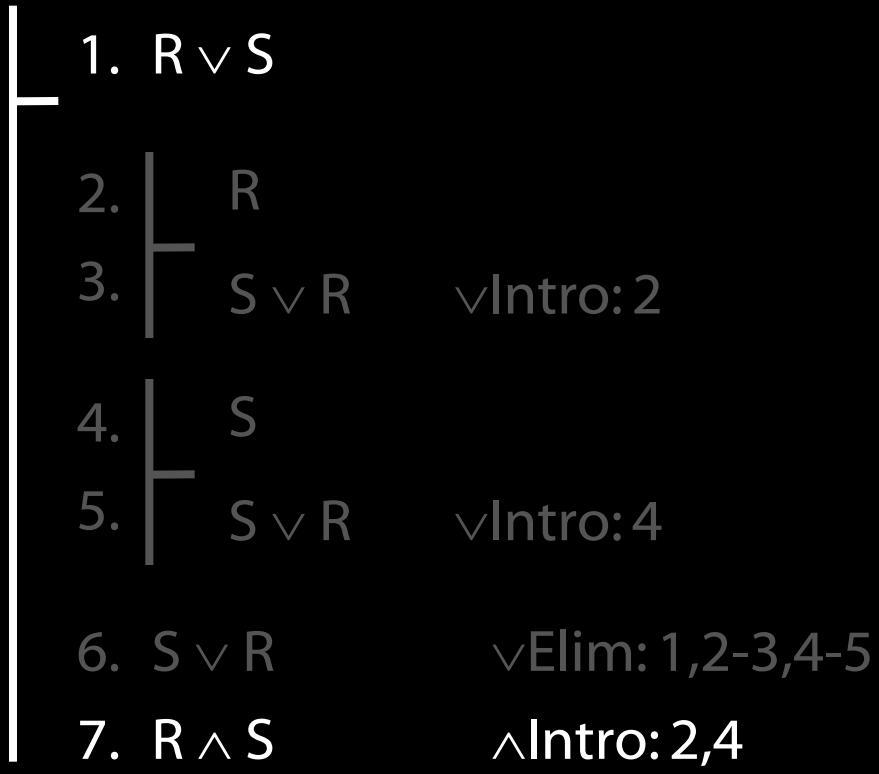 1. R ∨ S
2. R
3. S ∨ R ∨Intro: 2
4. S
5. S ∨ R ∨Intro: 4
6. S ∨ R ∨Elim: 1,2-3,4-5
7. R ∧ S ∧Intro: 2,4